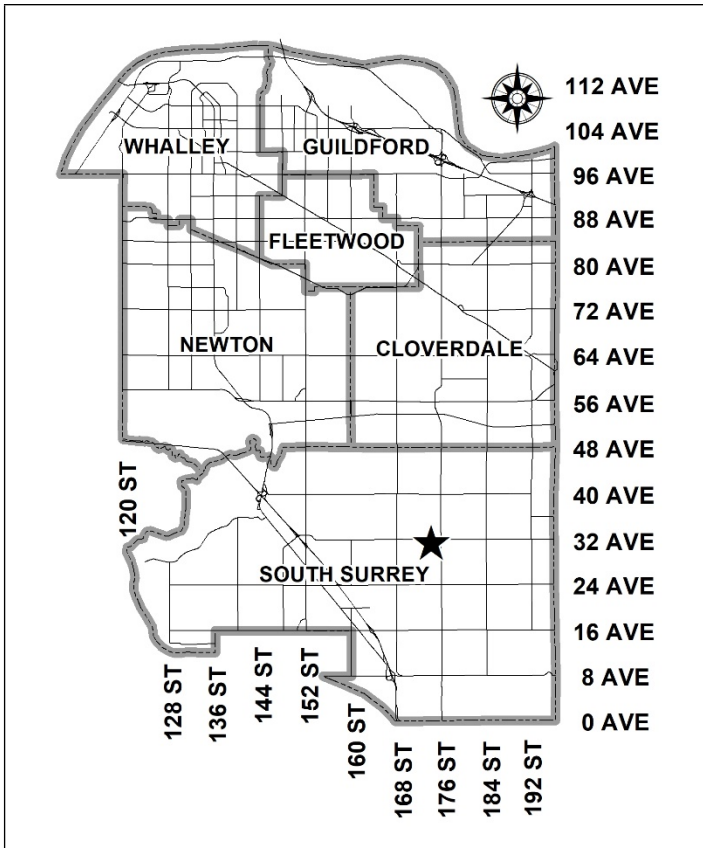 112 AVE
104 AVE
WHALLEY
GUILDFORD
96 AVE
88 AVE
FLEETWOOD
80 AVE
72 AVE
NEWTON
CLOVERDALE
64 AVE
56 AVE
48 AVE
120 ST
40 AVE
32 AVE
SOUTH SURREY
24 AVE
16 AVE
128 ST
136 ST
144 ST
152 ST
8 AVE
160 ST
0 AVE
168 ST
176 ST
184 ST
192 ST